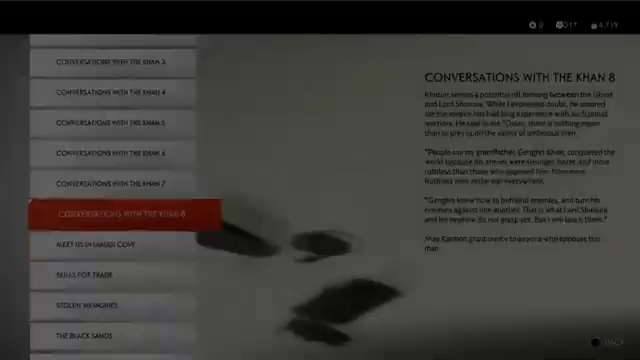 CONVERSATIONS WITH THE KHAN 3
CONVERSATIONS WITH THE KHAN 4
CONVERSATIONS WITH THE KHAN 5
CONVERSATIONS WITH THE KHAN 6
CONVERSATIONS WITH THE KHAN 7
CONVERSATIONS WITH THE KHAN 8
MEET US IN UMUGI COVE
SKILLS FOR TRADE
STOLEN MEMORIES
THE BLACK SANDS
CONVERSATIONS WITH THE KHAN 8
Khotun senses a potential rift forming between the Ghost
and Lord Shimura. While I expressed doubt, he assured
me the empire has had long experience with such proud
warriors. He said to me "Daier, there is nothing easier
than to prey upon the vanity of ambitious men.
"People say my grandfather, Genghis Khan, conquered the
world because his armies were stronger, faster, and more
ruthless than those who opposed him. Nonsense.
Ruthless men exist everywhere.
"Genghis knew how to befriend enemies, and turn his
enemies against one another. That is what Lord Shimura
and his nephew do not grasp yet. But I will teach them."
May Kannon grant mercy to anyone who opposes this
man.
BACK